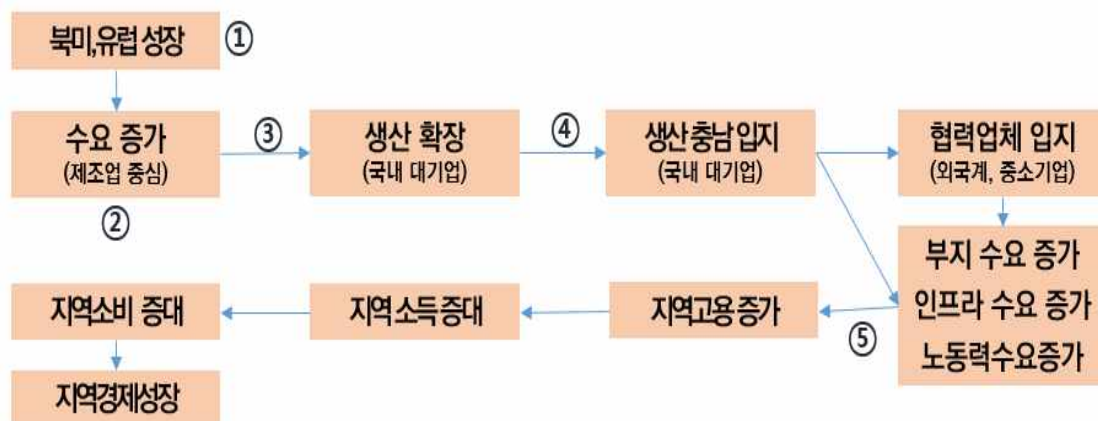 북미,유럽 성장
①
수요 증가
(제조업 중심)
②
③
생산 확장
(국내 대기업)
④
생산 충남 입지
(국내 대기업)
협력업체 입지
(외국계, 중소기업)
부지 수요 증가
인프라 수요 증가
노동력수요증가
⑤
지역고용 증가
지역 소득 증대
지역소비 증대
지역경제성장